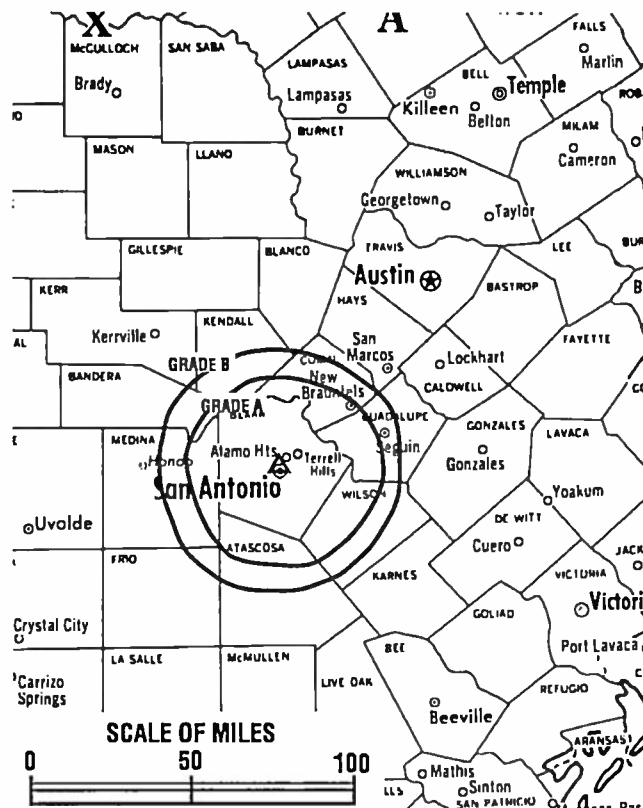 X
A
McCULLOCH
SAN SABA
Brady
LAMPASAS
Lampasas
FALLS
Marlin
BELL
Temple
Killeen
Belton
BURNET
MILAM
Cameron
MASON
LLANO
WILLIAMSON
Georgetown
Taylor
GILLESPIE
BLANCO
TRAVIS
LEE
Austin
BASTROP
KERR
HAYS
KENDALL
Kerrville
San
Marcos
Lockhart
FAYETTE
GRADE B
BANDERA
New
Braunfels
CALDWELL
GRADE A
GUADALUPE
GONZALES
LAVACA
MEDINA
Hondo
Alamo Hts
Terrell
Hills
Seguin
Gonzales
San Antonio
WILSON
Yoakum
Uvalde
DE WITT
ATASCOSA
Cuero
FRIO
KARNES
VICTORIA
GOLIAD
Crystal City
Port Lavaca
BEE
LA SALLE
McMULLEN
LIVE OAK
REFUGIO
Carrizo
Springs
Beeville
SCALE OF MILES
ARANSAS
0
50
100
Mathis
Sinton
SAN PATRICIO